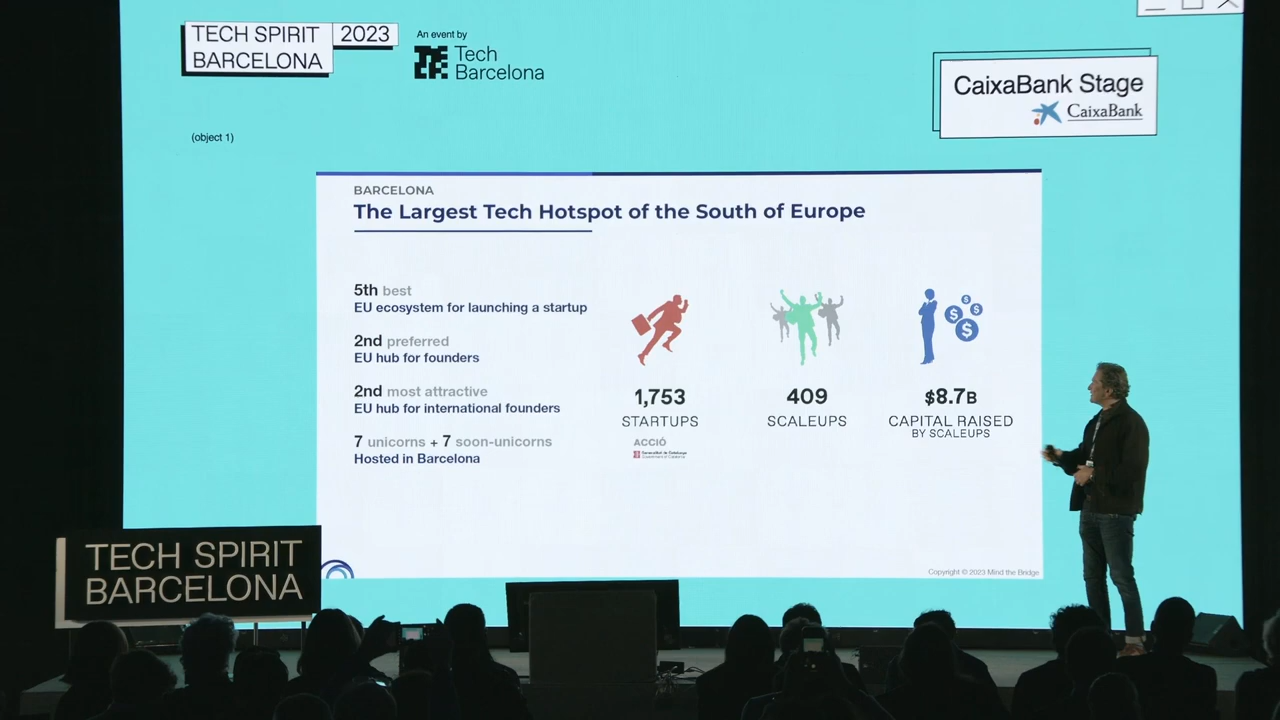 TECH SPIRIT 2023
BARCELONA
An event by
Tech
Barcelona
CaixaBank Stage
CaixaBank
(object 1)
BARCELONA
The Largest Tech Hotspot of the South of Europe
5th best
EU ecosystem for launching a startup
2nd preferred
EU hub for founders
2nd most attractive
EU hub for international founders
7 unicorns + 7 soon-unicorns
Hosted in Barcelona
1,753
STARTUPS
ACCIÓ
Generalitat de Catalunya
409
SCALEUPS
$8.7B
CAPITAL RAISED
BY SCALEUPS
Copyright © 2023 Mind the Bridge
TECH SPIRIT
BARCELONA